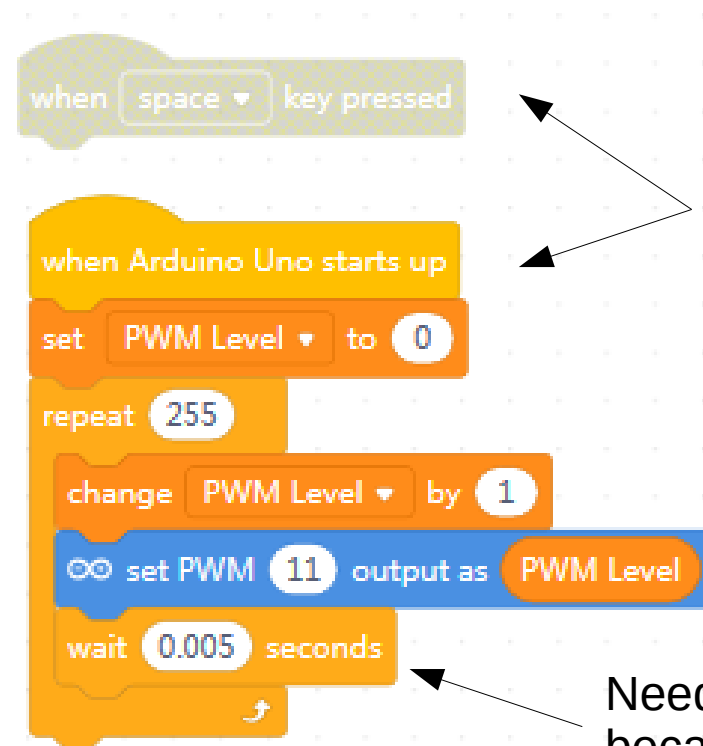 when space key pressed
when Arduino Uno starts up
set PWM Level to 0
repeat 255
change PWM Level by 1
set PWM 11 output as PWM Level
wait 0.005 seconds